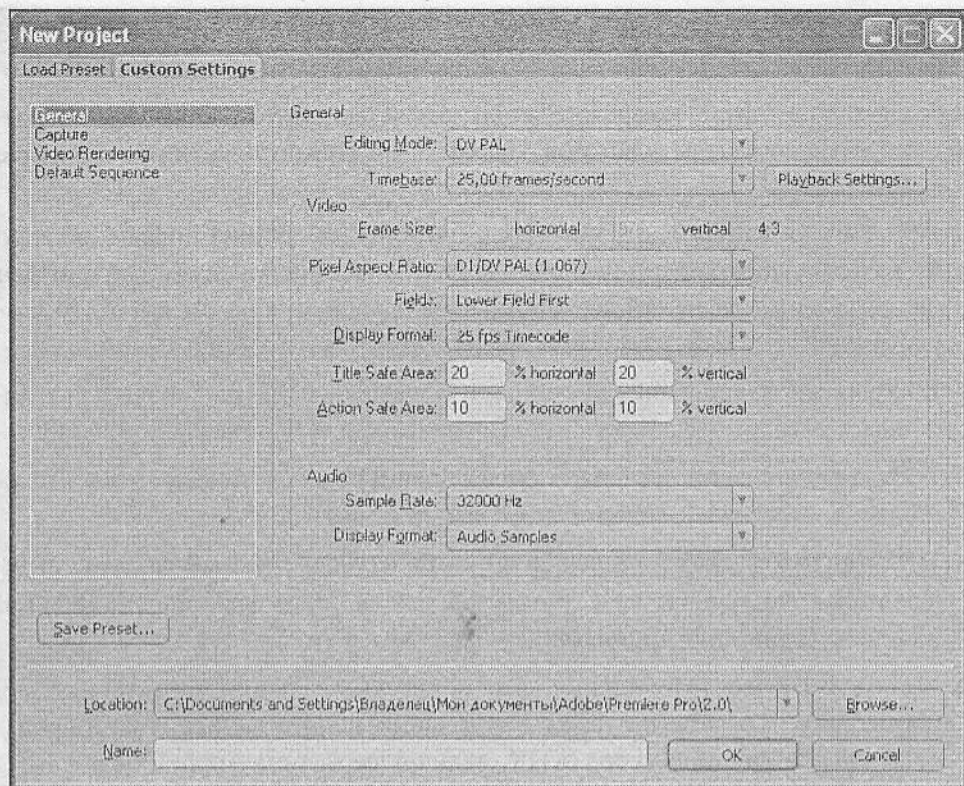 New Project
Load Preset Custom Settings
General
Capture
Video Rendering
Default Sequence
General
Editing Mode: DV PAL
Timebase: 25,00 frames/second Playback Settings...
Video
Frame Size: horizontal vertical 4:3
Pixel Aspect Ratio: D1/DV PAL (1.067)
Fields: Lower Field First
Display Format: 25 fps Timecode
Title Safe Area: 20 % horizontal 20 % vertical
Action Safe Area: 10 % horizontal 10 % vertical
Audio
Sample Rate: 32000 Hz
Display Format: Audio Samples
Save Preset...
Location: C:\Documents and Settings\Владелец\Мои документы\Adobe\Premiere Pro\2.0\ Browse...
Name: OK Cancel